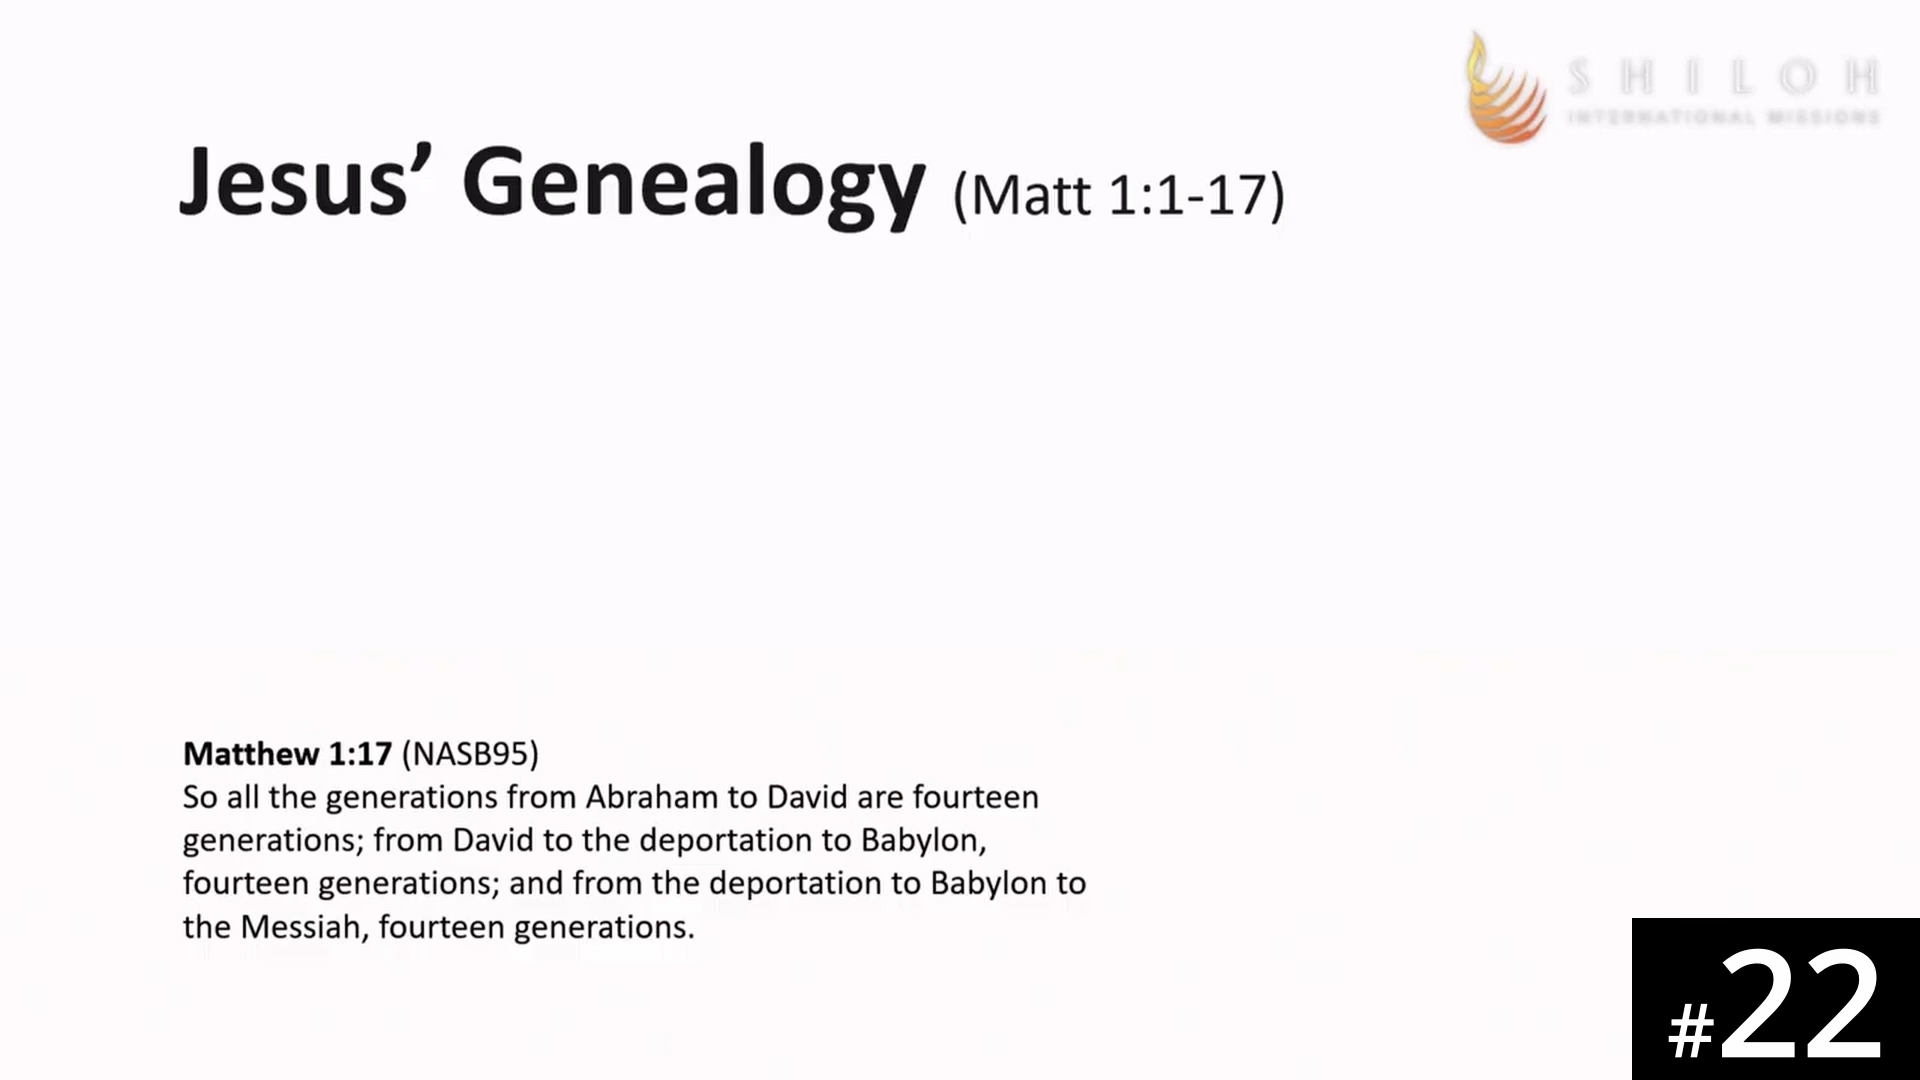 SHILOH
INTERNATIONAL MISSIONS
Jesus’ Genealogy (Matt 1:1-17)
Matthew 1:17 (NASB95)
So all the generations from Abraham to David are fourteen
generations; from David to the deportation to Babylon,
fourteen generations; and from the deportation to Babylon to
the Messiah, fourteen generations.
#22